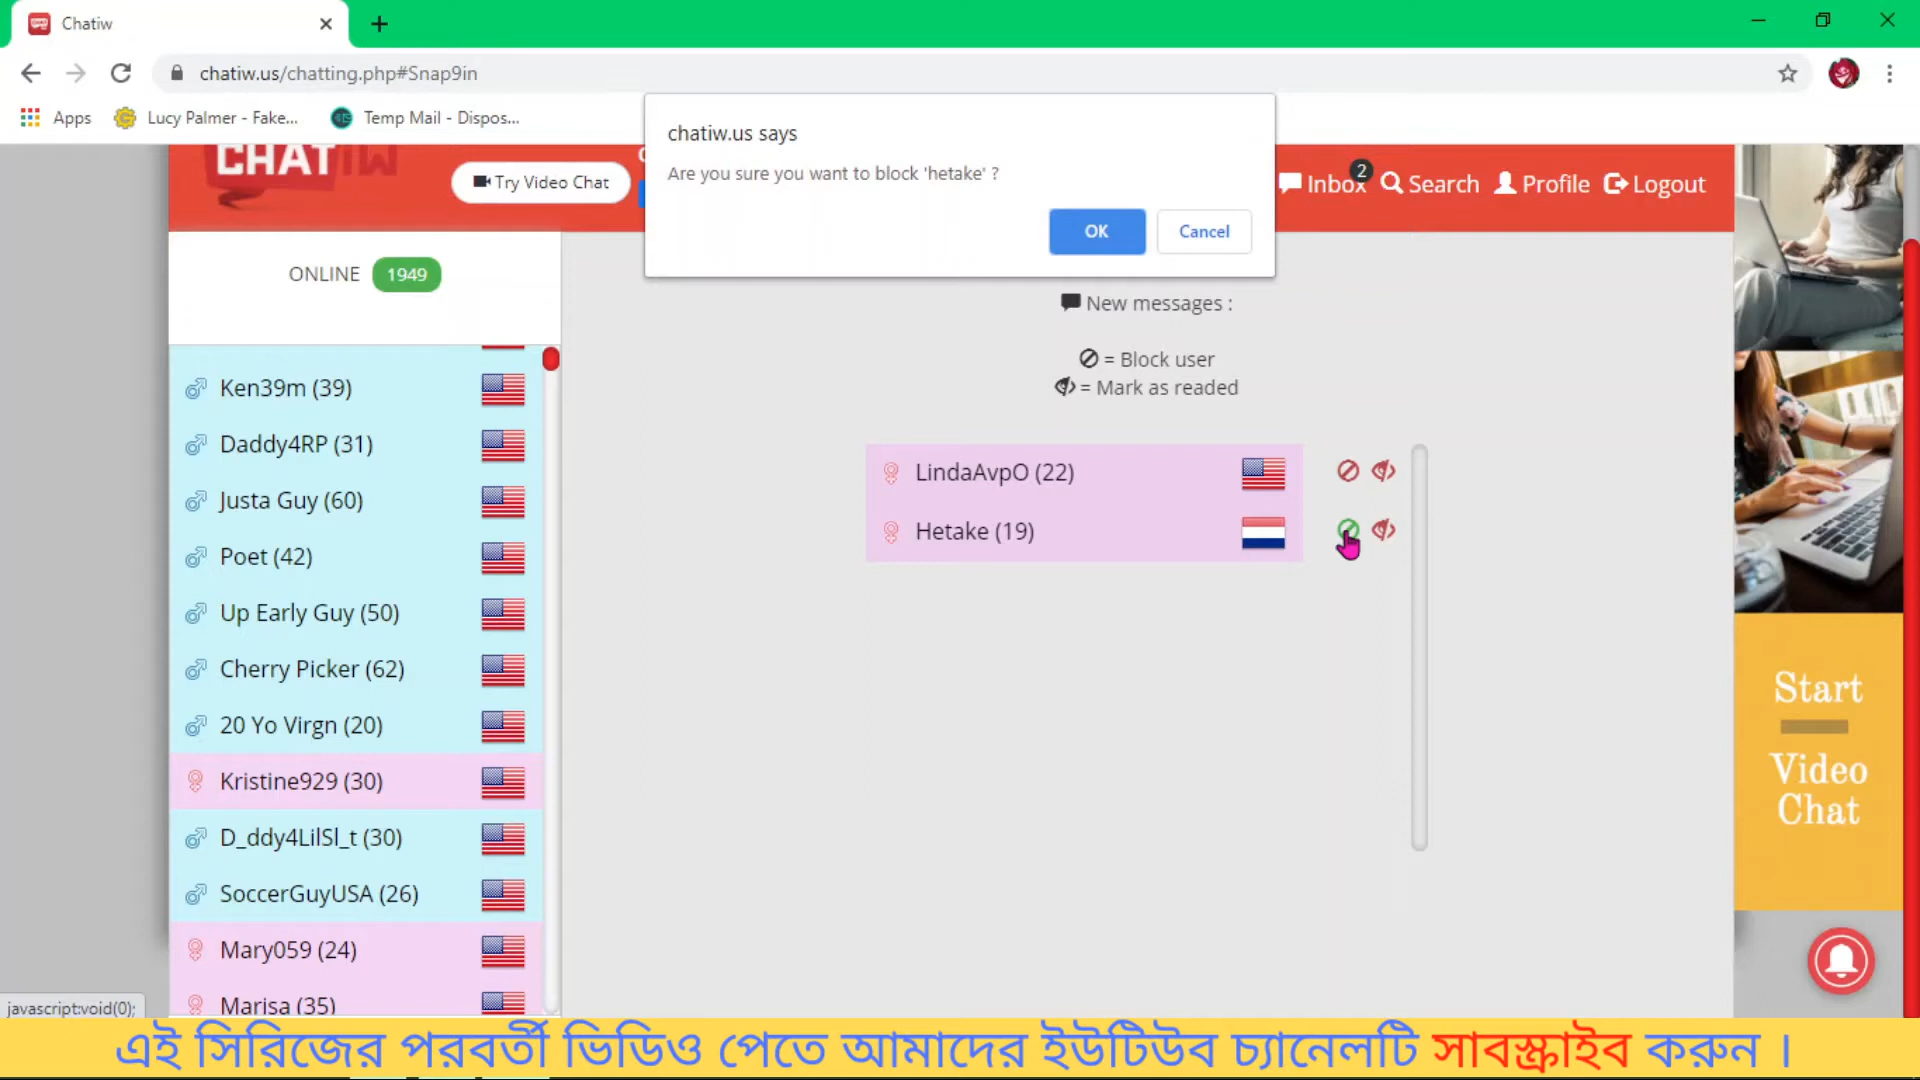 Chatiw
chatiw.us/chatting.php#Snap9in
Apps
Lucy Palmer - Fake...
Temp Mail - Dispos...
chatiw.us says
Are you sure you want to block 'hetake' ?
OK
Cancel
CHATIW
Try Video Chat
Inbox
2
Search
Profile
Logout
ONLINE 1949
New messages :
= Block user
= Mark as readed
Ken39m (39)
Daddy4RP (31)
Justa Guy (60)
Poet (42)
Up Early Guy (50)
Cherry Picker (62)
20 Yo Virgn (20)
Kristine929 (30)
D_ddy4LilSl_t (30)
SoccerGuyUSA (26)
Mary059 (24)
Marisa (35)
LindaAvpO (22)
Hetake (19)
Start
Video
Chat
javascript:void(0);
এই সিরিজের পরবর্তী ভিডিও পেতে আমাদের ইউটিউব চ্যানেলটি সাবস্ক্রাইব করুন ।